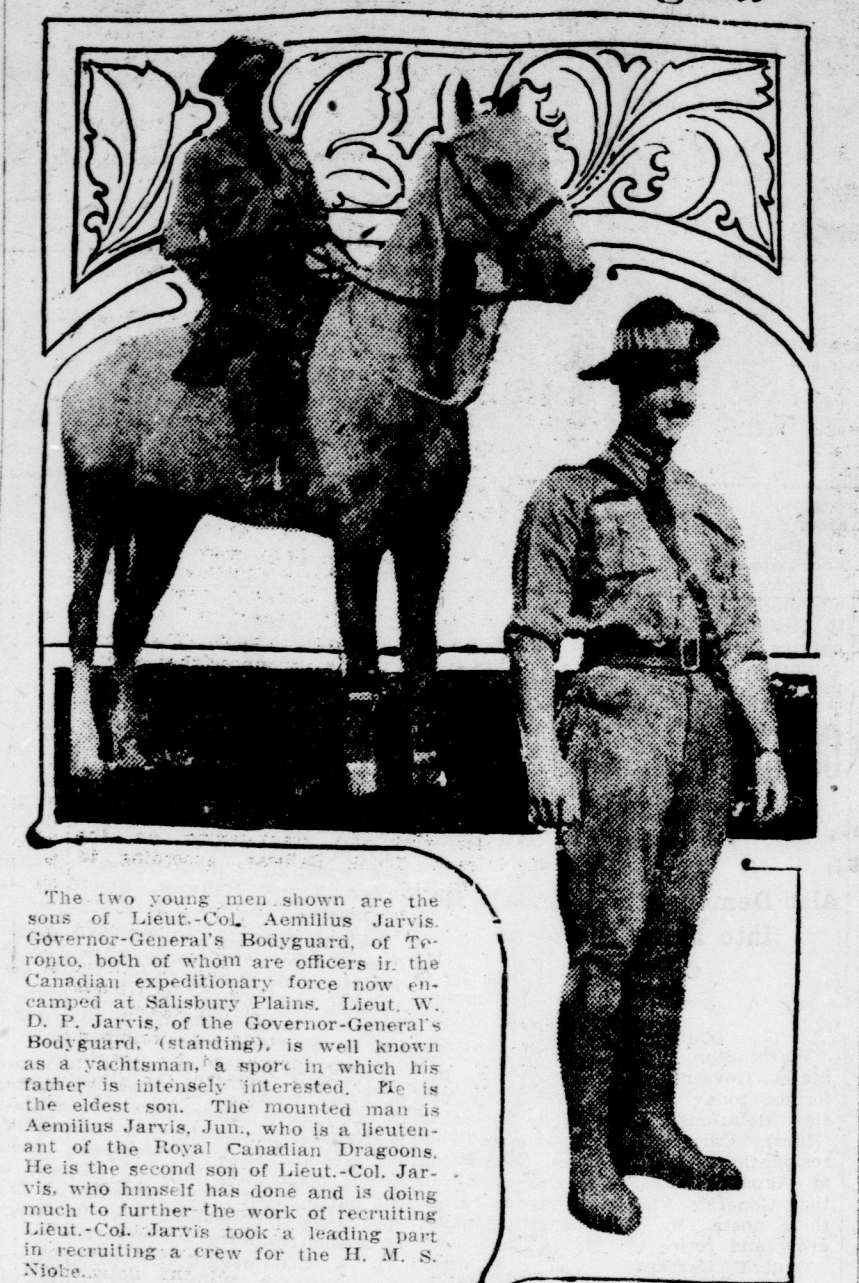 The two young men shown are the
sons of Lieut.-Col. Aemilius Jarvis,
Governor-General's Bodyguard, of To-
ronto, both of whom are officers in the
Canadian expeditionary force now en-
camped at Salisbury Plains. Lieut. W.
D. P. Jarvis, of the Governor-General's
Bodyguard, (standing), is well known
as a yachtsman, a sport in which his
father is intensely interested. He is
the eldest son. The mounted man is
Aemilius Jarvis, Jun., who is a lieuten-
ant of the Royal Canadian Dragoons.
He is the second son of Lieut.-Col. Jar-
vis, who himself has done and is doing
much to further the work of recruiting
Lieut.-Col. Jarvis took a leading part
in recruiting a crew for the H. M. S.
Niobe.